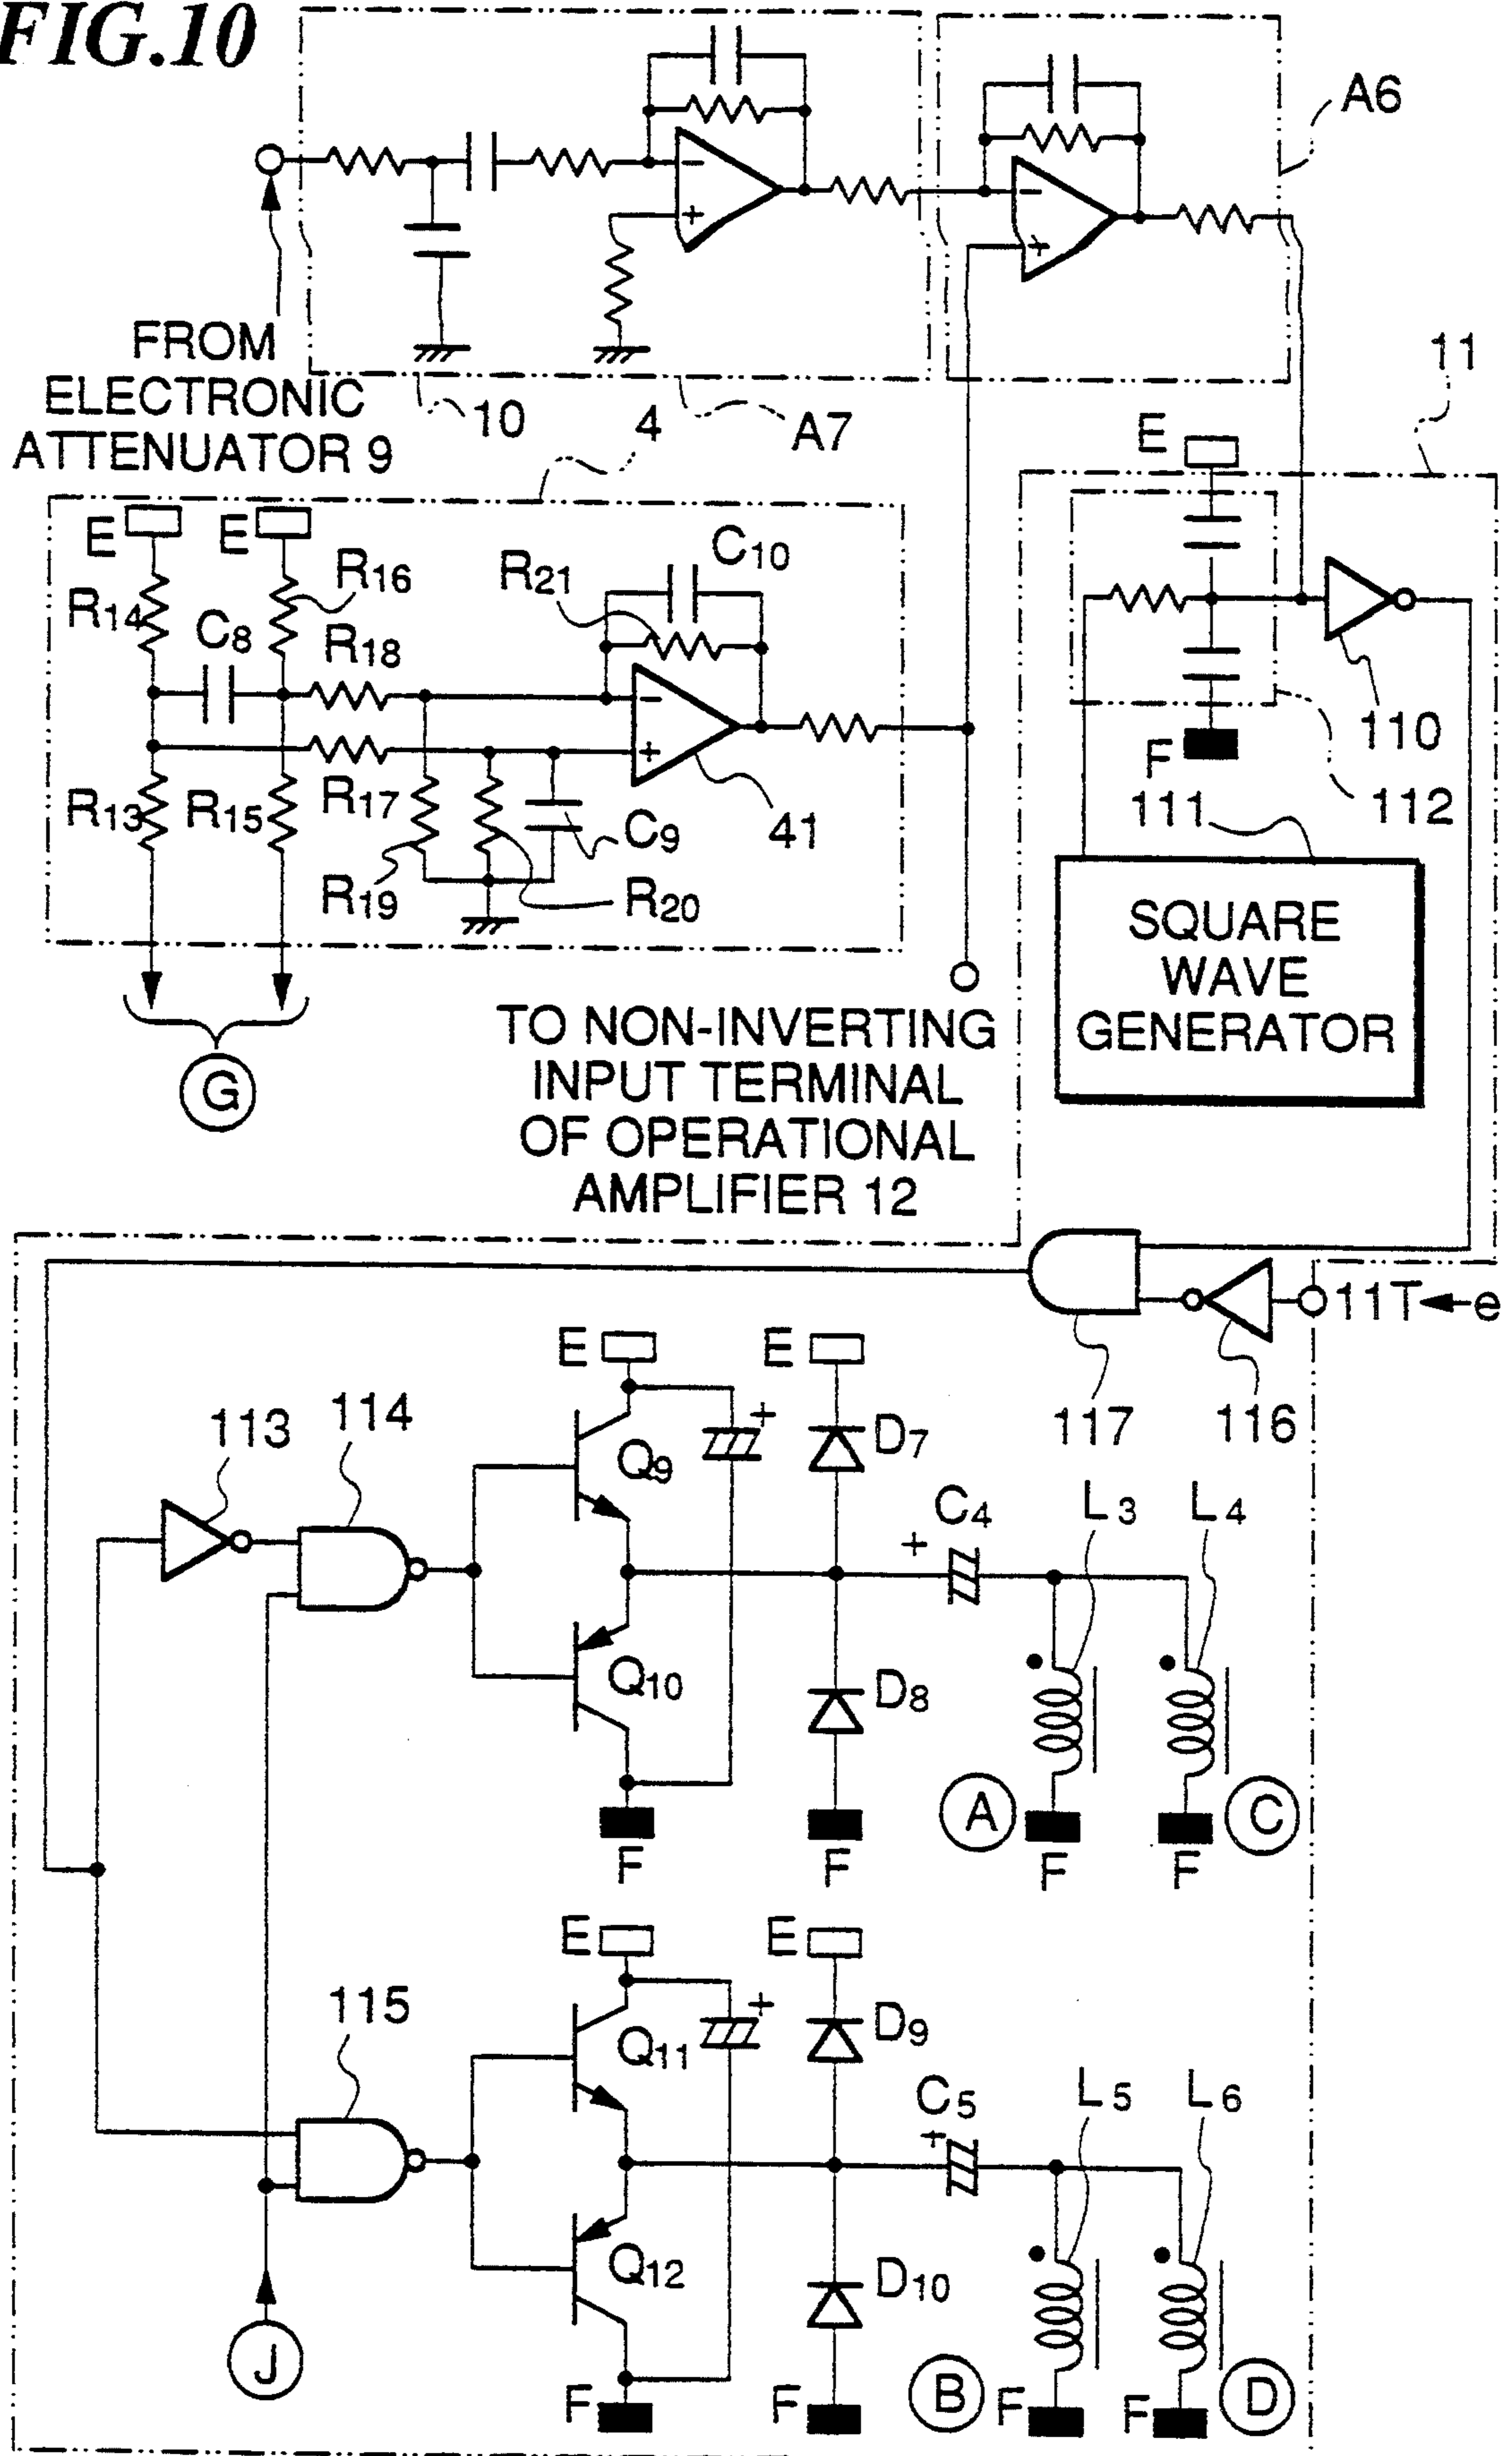 FIG.10
A6
FROM
ELECTRONIC
ATTENUATOR 9
10
4
A7
11
E
E
E
R14
C8
R16
R18
R21
C10
R13
R15
R17
R19
C9
R20
41
110
F
111
112
SQUARE
WAVE
GENERATOR
G
TO NON-INVERTING
INPUT TERMINAL
OF OPERATIONAL
AMPLIFIER 12
11T
e
117
116
E
E
113
114
Q9
+
D7
C4
+
L3
L4
Q10
D8
A
C
F
F
F
F
E
E
115
Q11
+
D9
C5
+
L5
L6
Q12
D10
J
B
D
F
F
F
F